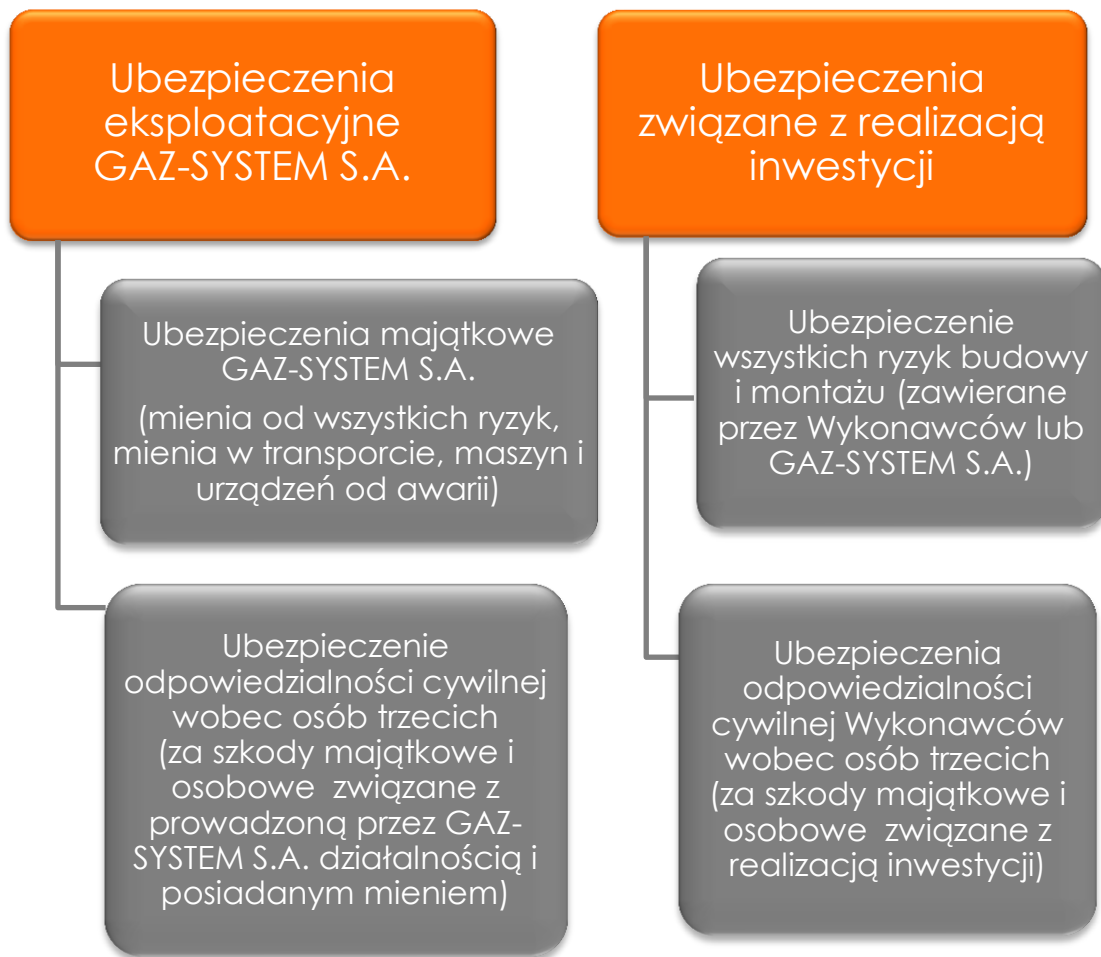 Ubezpieczenia
eksploatacyjne
GAZ-SYSTEM S.A.
Ubezpieczenia majątkowe
GAZ-SYSTEM S.A.
(mienia od wszystkich ryzyk,
mienia w transporcie, maszyn i
urządzeń od awarii)
Ubezpieczenie
odpowiedzialności cywilnej
wobec osób trzecich
(za szkody majątkowe i
osobowe związane z
prowadzoną przez GAZ-
SYSTEM S.A. działalnością i
posiadanym mieniem)
Ubezpieczenia
związane z realizacją
inwestycji
Ubezpieczenie
wszystkich ryzyk budowy
i montażu (zawierane
przez Wykonawców lub
GAZ-SYSTEM S.A.)
Ubezpieczenia
odpowiedzialności
cywilnej Wykonawców
wobec osób trzecich
(za szkody majątkowe i
osobowe związane z
realizacją inwestycji)